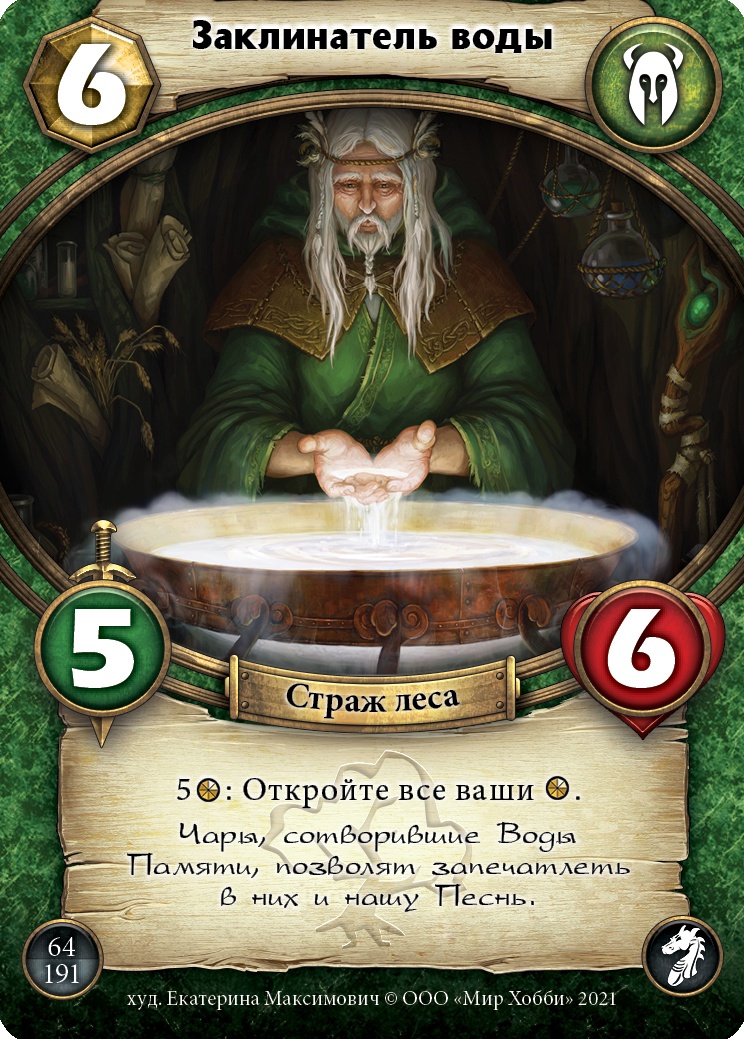 Заклинатель воды
6
5
6
Страж леса
5 : Откройте все ваши .
Чары, сотворившие Воды
Памяти, позволят запечатлеть
в них и нашу Песнь.
64
191
худ. Екатерина Максимович © ООО «Мир Хобби» 2021